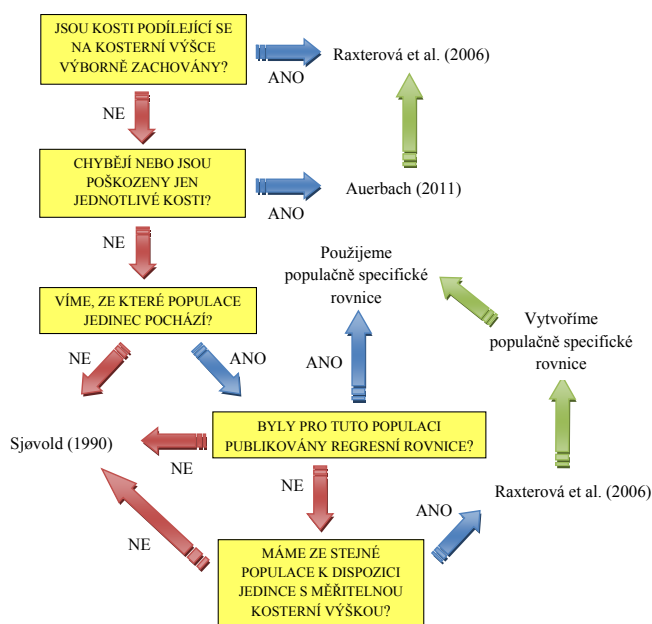 JSOU KOSTI PODÍLEJÍCÍ SE
NA KOSTERNÍ VÝŠCE
VÝBORNĚ ZACHOVÁNY?
ANO
Raxterová et al. (2006)
NE
CHYBĚJÍ NEBO JSOU
POŠKOZENY JEN
JEDNOTLIVÉ KOSTI?
ANO
Auerbach (2011)
NE
Použijeme
populačně specifické
rovnice
VÍME, ZE KTERÉ POPULACE
JEDINEC POCHÁZÍ?
Vytvoříme
populačně specifické
rovnice
NE
ANO
ANO
BYLY PRO TUTO POPULACI
PUBLIKOVÁNY REGRESNÍ ROVNICE?
Sjøvold (1990)
NE
NE
Raxterová et al. (2006)
ANO
NE
MÁME ZE STEJNÉ
POPULACE K DISPOZICI
JEDINCE S MĚŘITELNOU
KOSTERNÍ VÝŠKOU?